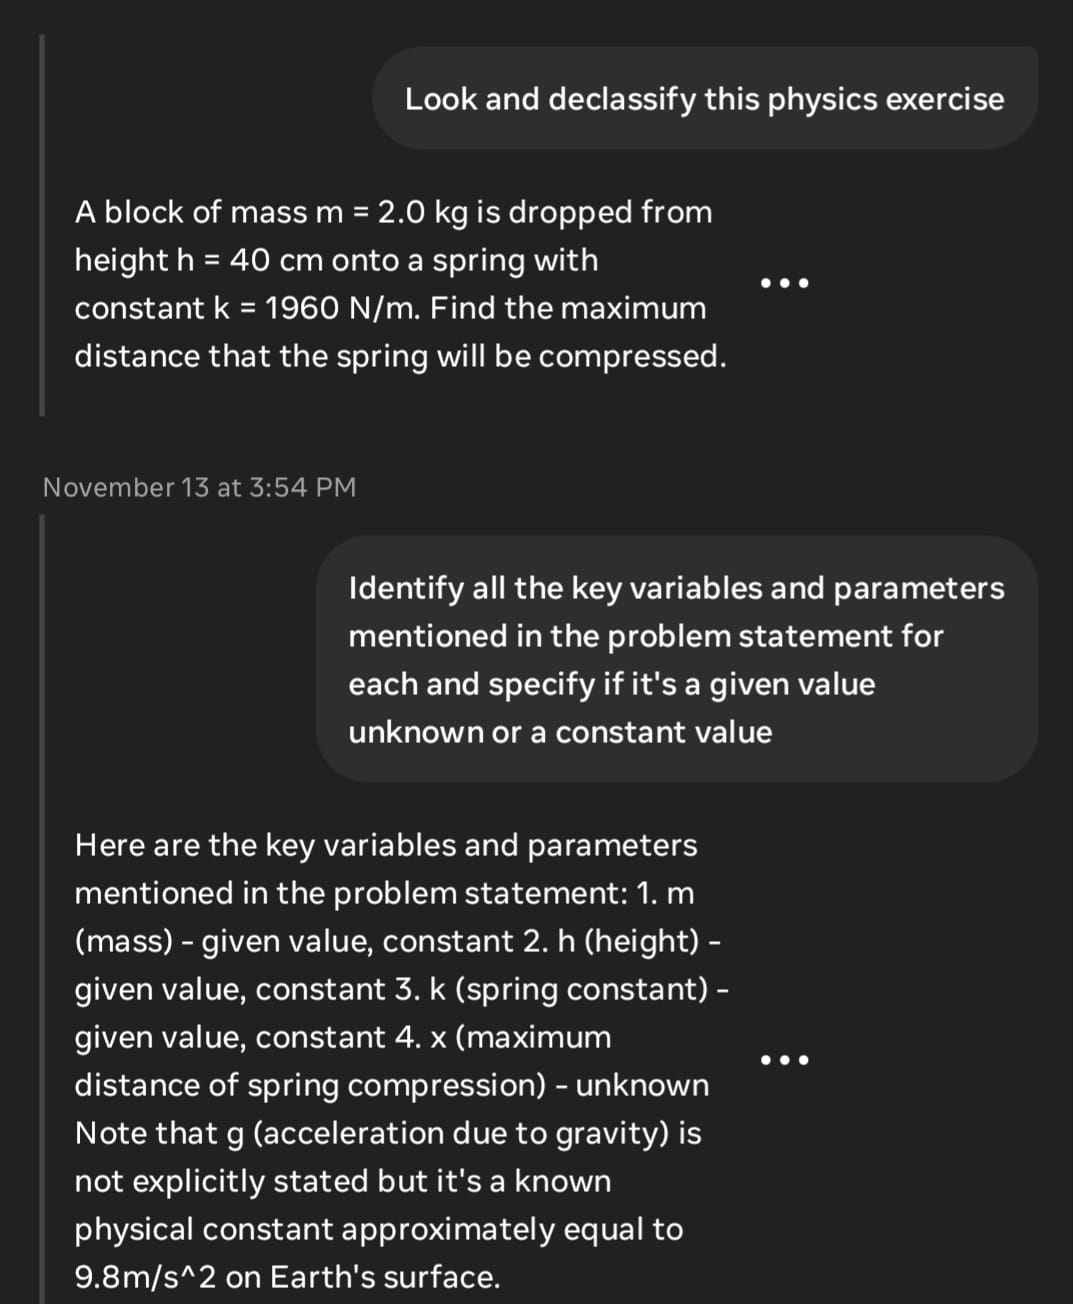 Look and declassify this physics exercise
A block of mass m = 2.0 kg is dropped from
height h = 40 cm onto a spring with
constant k = 1960 N/m. Find the maximum
distance that the spring will be compressed.
November 13 at 3:54 PM
Identify all the key variables and parameters
mentioned in the problem statement for
each and specify if it's a given value
unknown or a constant value
Here are the key variables and parameters
mentioned in the problem statement: 1. m
(mass) - given value, constant 2. h (height) -
given value, constant 3. k (spring constant) -
given value, constant 4. x (maximum
distance of spring compression) - unknown
Note that g (acceleration due to gravity) is
not explicitly stated but it's a known
physical constant approximately equal to
9.8m/s^2 on Earth's surface.